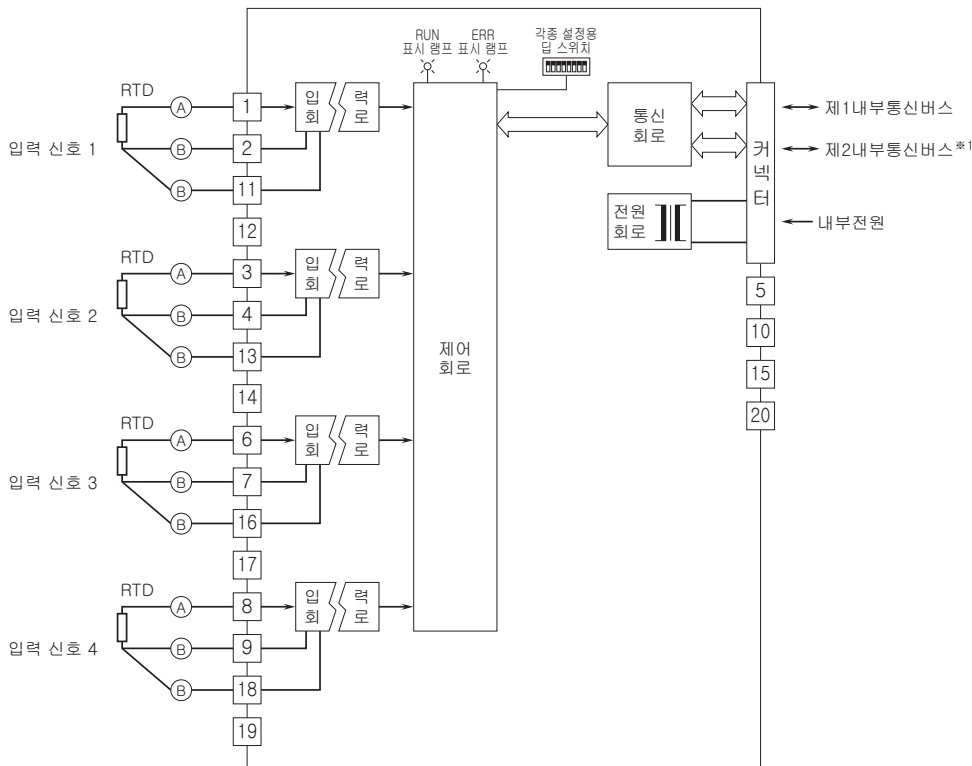 RUN
표시 램프
ERR
표시 램프
각종 설정용
딥 스위치
RTD
입력 신호 1
A
B
B
1
2
11
12
입 력
회 로
RTD
입력 신호 2
A
B
B
3
4
13
14
입 력
회 로
RTD
입력 신호 3
A
B
B
6
7
16
17
입 력
회 로
RTD
입력 신호 4
A
B
B
8
9
18
19
입 력
회 로
제어
회로
통신
회로
전원
회로
커
넥
터
제1내부통신버스
제2내부통신버스※1
내부전원
5
10
15
20